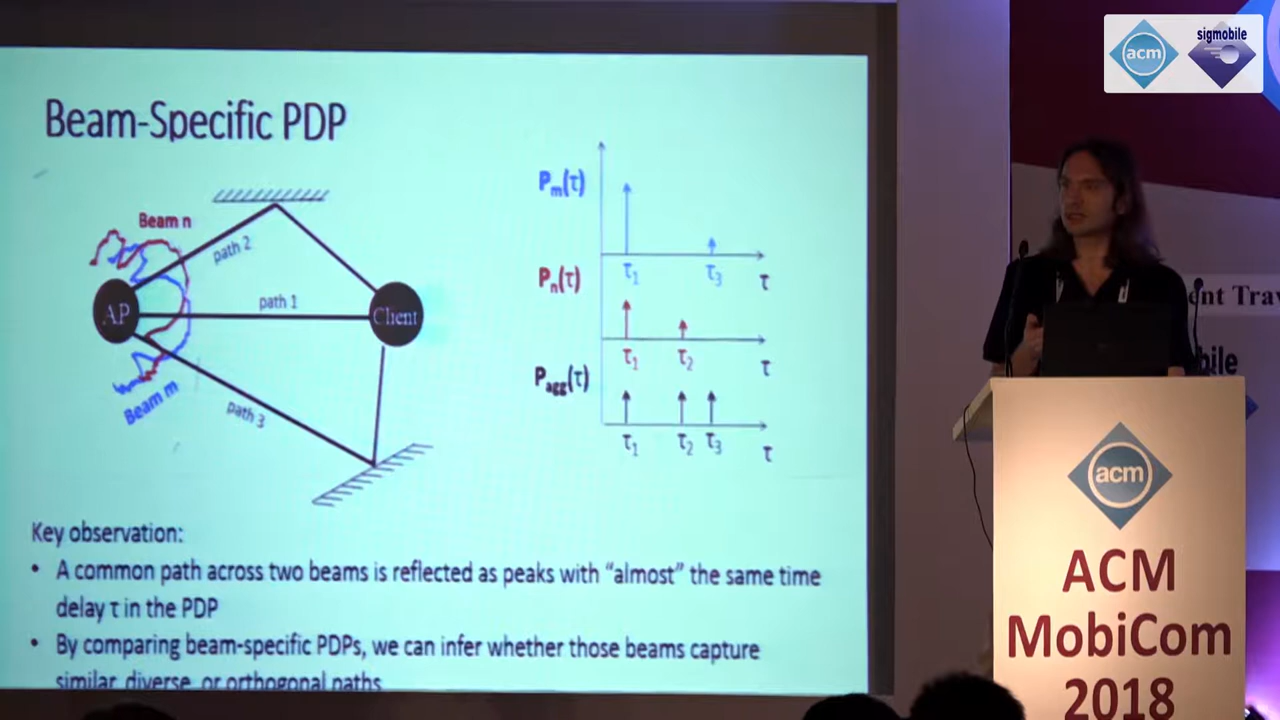 acm
sigmobile
Beam-Specific PDP
Beam n
path 2
AP
path 1
Client
Beam m
path 3
Pm(τ)
τ1
τ3
τ
Pn(τ)
τ1
τ2
τ
Pagg(τ)
τ1
τ2
τ3
τ
Key observation:
• A common path across two beams is reflected as peaks with “almost” the same time
delay τ in the PDP
• By comparing beam-specific PDPs, we can infer whether those beams capture
similar, diverse, or orthogonal paths
acm
ACM
MobiCom
2018